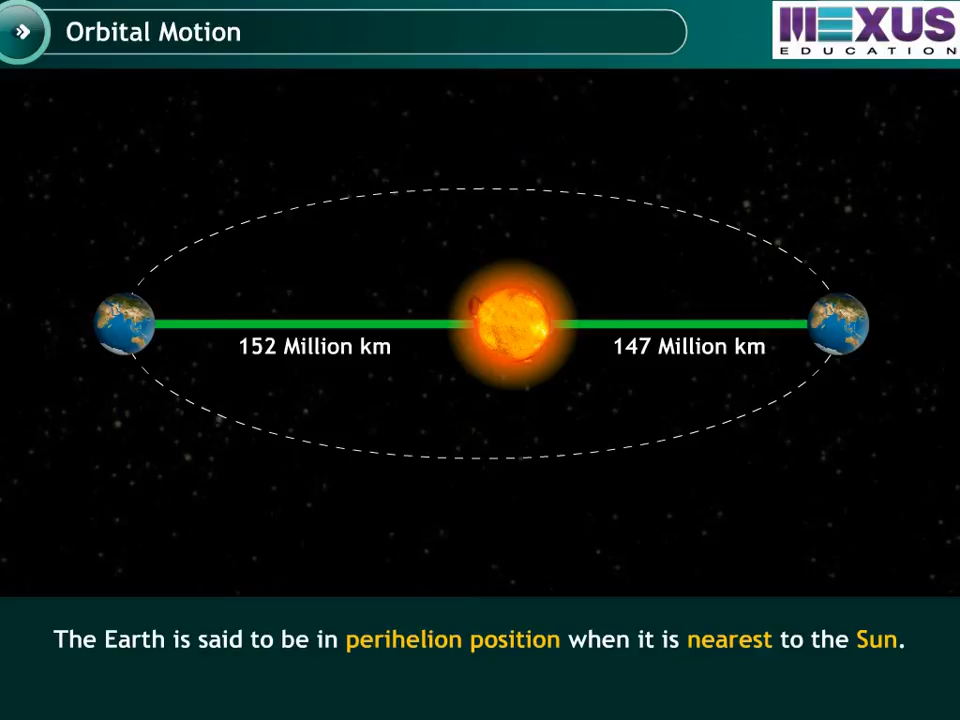 Orbital Motion
MEXUS
EDUCATION
152 Million km
147 Million km
The Earth is said to be in perihelion position when it is nearest to the Sun.